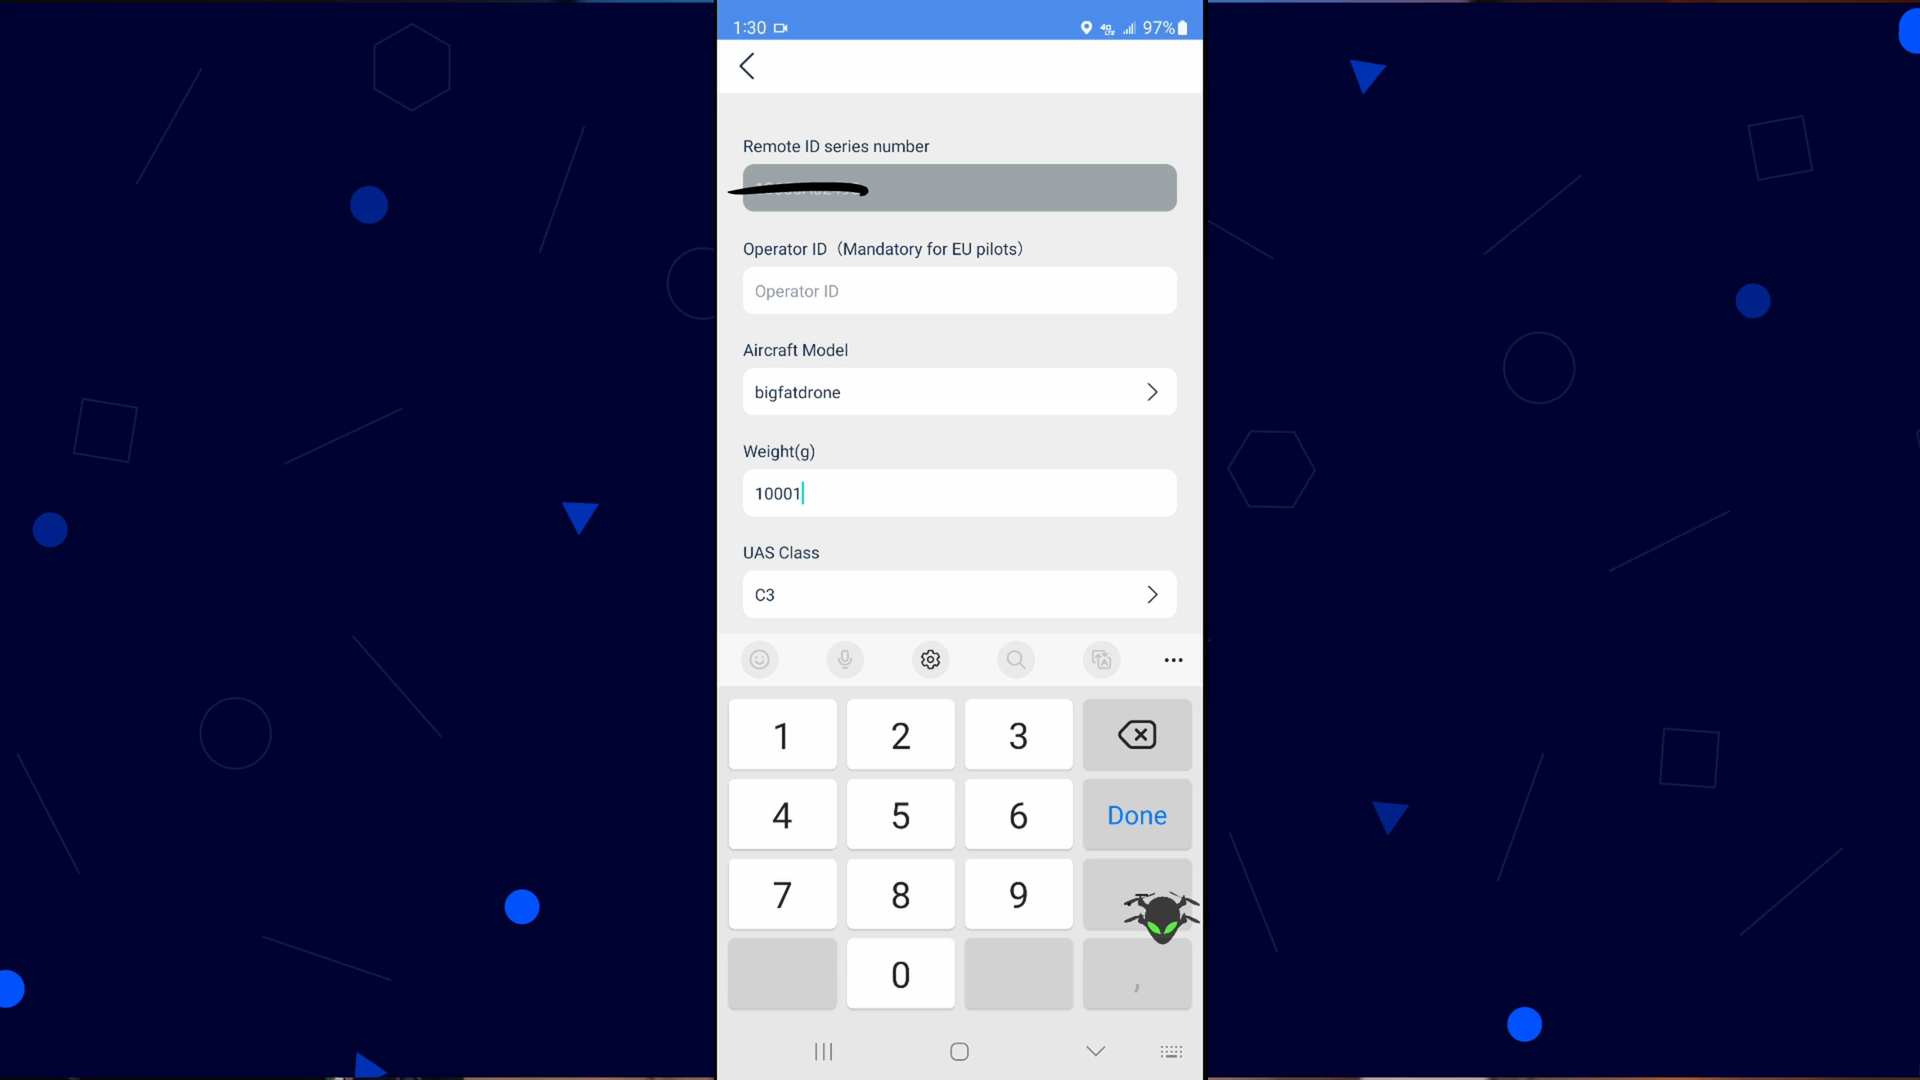 1:30 97%
Remote ID series number
Operator ID（Mandatory for EU pilots）
Operator ID
Aircraft Model
bigfatdrone
Weight(g)
10001
UAS Class
C3
1 2 3
4 5 6 Done
7 8 9
0 ,